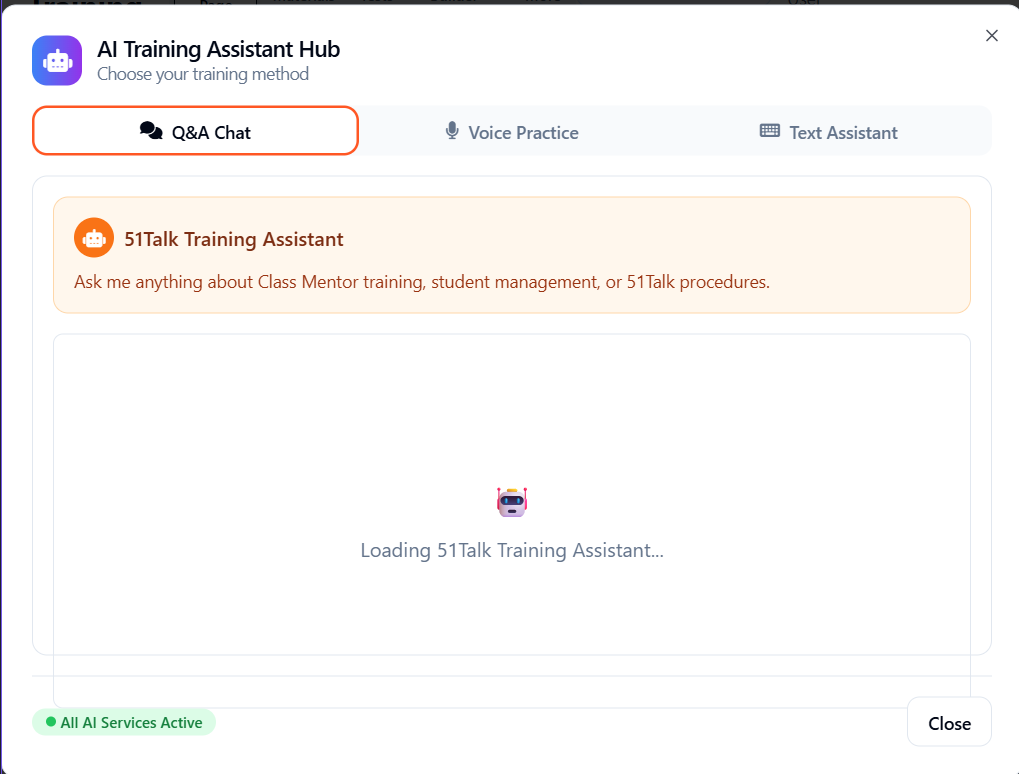 AI Training Assistant Hub
Choose your training method
Q&A Chat
Voice Practice
Text Assistant
51Talk Training Assistant
Ask me anything about Class Mentor training, student management, or 51Talk procedures.
Loading 51Talk Training Assistant...
All AI Services Active
Close